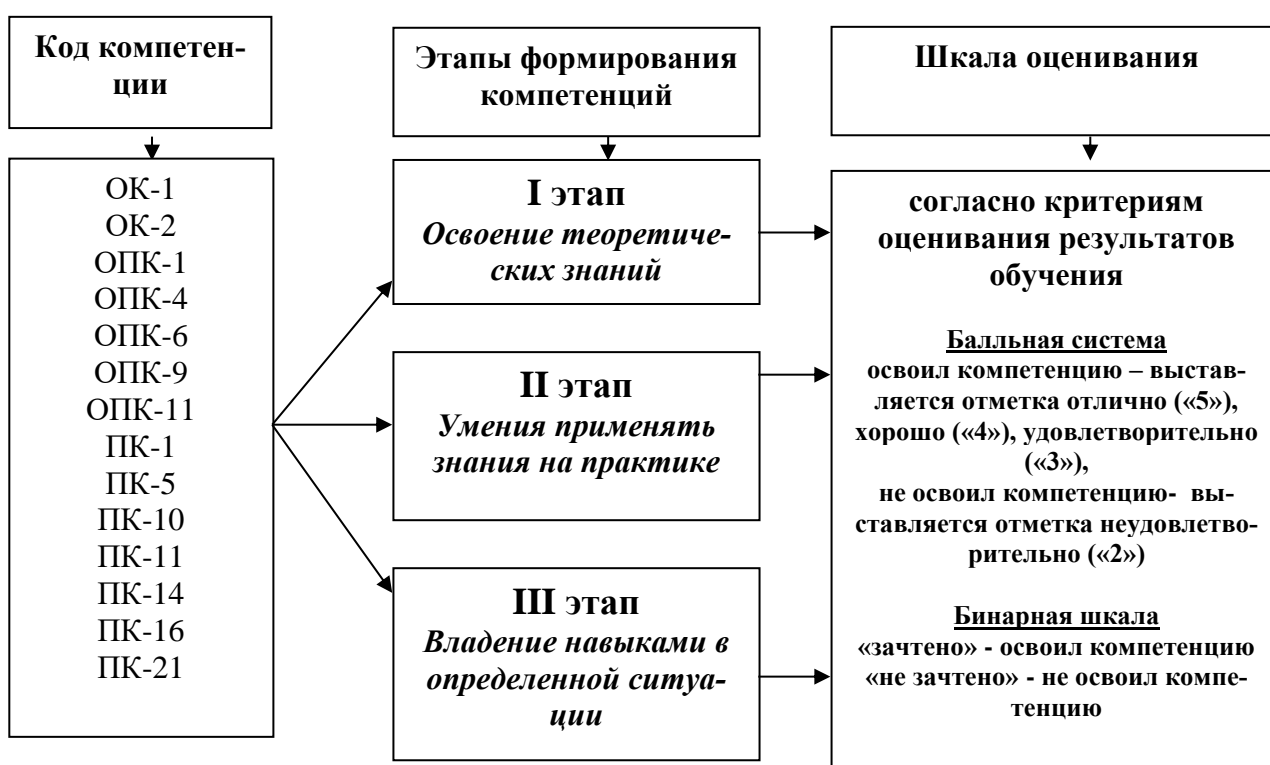 Код компетен-
ции
Этапы формирования
компетенций
Шкала оценивания
ОК-1
ОК-2
ОПК-1
ОПК-4
ОПК-6
ОПК-9
ОПК-11
ПК-1
ПК-5
ПК-10
ПК-11
ПК-14
ПК-16
ПК-21
I этап
Освоение теоретиче-
ских знаний
II этап
Умения применять
знания на практике
III этап
Владение навыками в
определенной ситуа-
ции
согласно критериям
оценивания результатов
обучения
Балльная система
освоил компетенцию – выстав-
ляется отметка отлично («5»),
хорошо («4»), удовлетворительно
(«3»),
не освоил компетенцию- вы-
ставляется отметка неудовлетво-
рительно («2»)
Бинарная шкала
«зачтено» - освоил компетенцию
«не зачтено» - не освоил компе-
тенцию